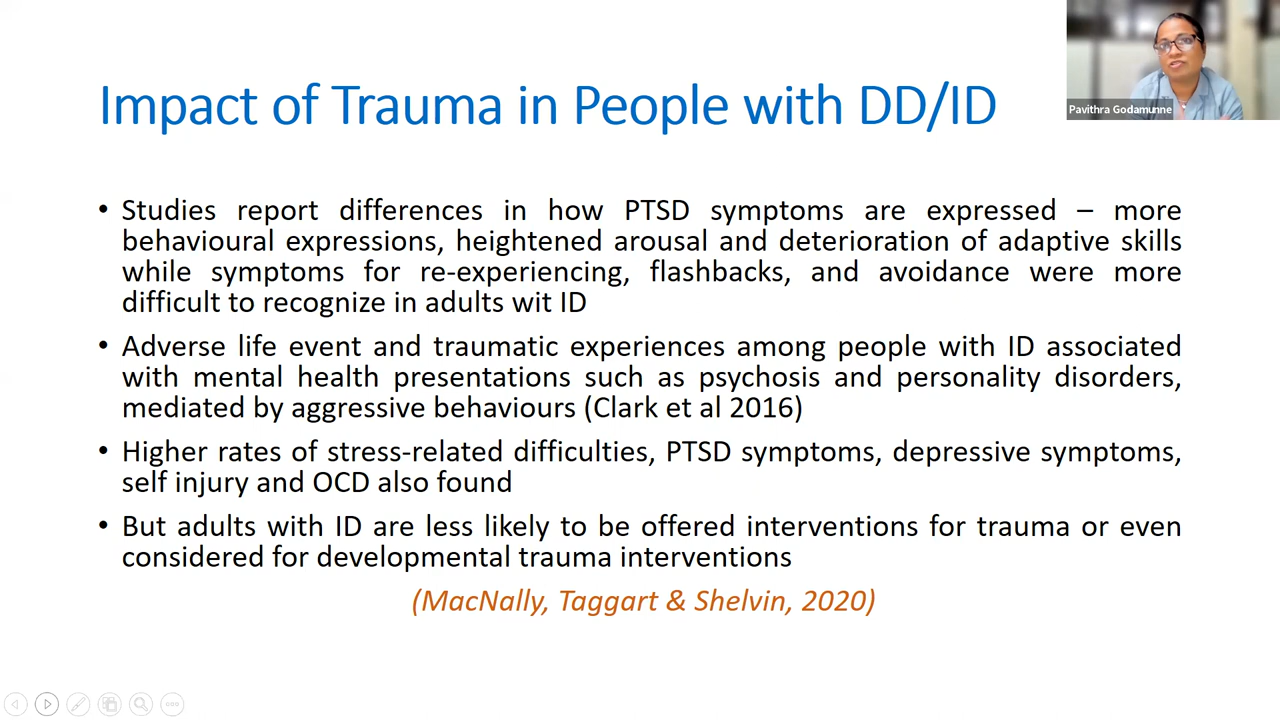 Impact of Trauma in People with DD/ID
Pavithra Godamunne
• Studies report differences in how PTSD symptoms are expressed – more
behavioural expressions, heightened arousal and deterioration of adaptive skills
while symptoms for re-experiencing, flashbacks, and avoidance were more
difficult to recognize in adults wit ID
• Adverse life event and traumatic experiences among people with ID associated
with mental health presentations such as psychosis and personality disorders,
mediated by aggressive behaviours (Clark et al 2016)
• Higher rates of stress-related difficulties, PTSD symptoms, depressive symptoms,
self injury and OCD also found
• But adults with ID are less likely to be offered interventions for trauma or even
considered for developmental trauma interventions
(MacNally, Taggart & Shelvin, 2020)